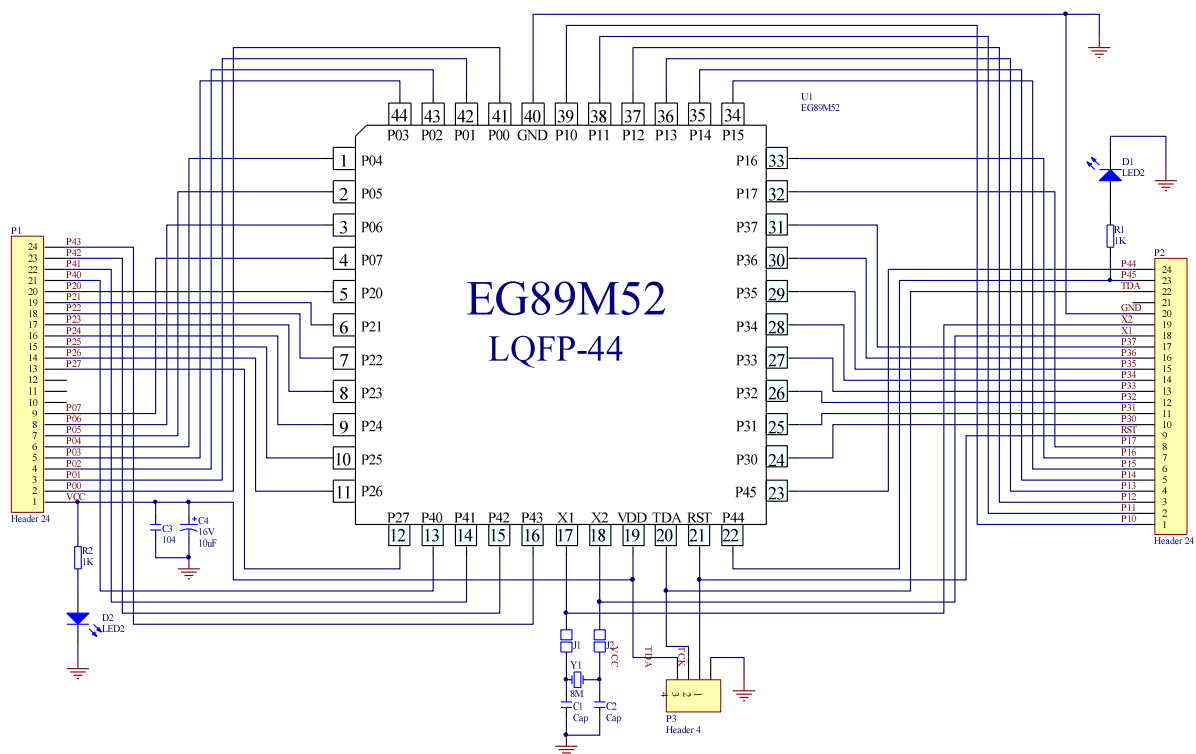 U1
EG89M52
44 43 42 41 40 39 38 37 36 35 34
P03 P02 P01 P00 GND P10 P11 P12 P13 P14 P15
1 P04
2 P05
3 P06
4 P07
5 P20
6 P21
7 P22
8 P23
9 P24
10 P25
11 P26
EG89M52
LQFP-44
P16 33
P17 32
P37 31
P36 30
P35 29
P34 28
P33 27
P32 26
P31 25
P30 24
P45 23
P27 P40 P41 P42 P43 X1 X2 VDD TDA RST P44
12 13 14 15 16 17 18 19 20 21 22
P1
24 P43
23 P42
22 P41
21 P40
20 P20
19 P21
18 P22
17 P23
16 P24
15 P25
14 P26
13 P27
12
11
10
9 P07
8 P06
7 P05
6 P04
5 P03
4 P02
3 P01
2 P00
1 VCC
Header 24
C3
104
C4
+
16V
10uF
R2
1K
D2
LED2
D1
LED2
R1
1K
P2
P44 24
P45 23
TDA 22
21
GND 20
X2 19
X1 18
P37 17
P36 16
P35 15
P34 14
P33 13
P32 12
P31 11
P30 10
RST 9
P17 8
P16 7
P15 6
P14 5
P13 4
P12 3
P11 2
P10 1
Header 24
J1
J2
VCC
TDA
TCK
Y1
8M
C1
Cap
C2
Cap
4 3 2 1
P3
Header 4